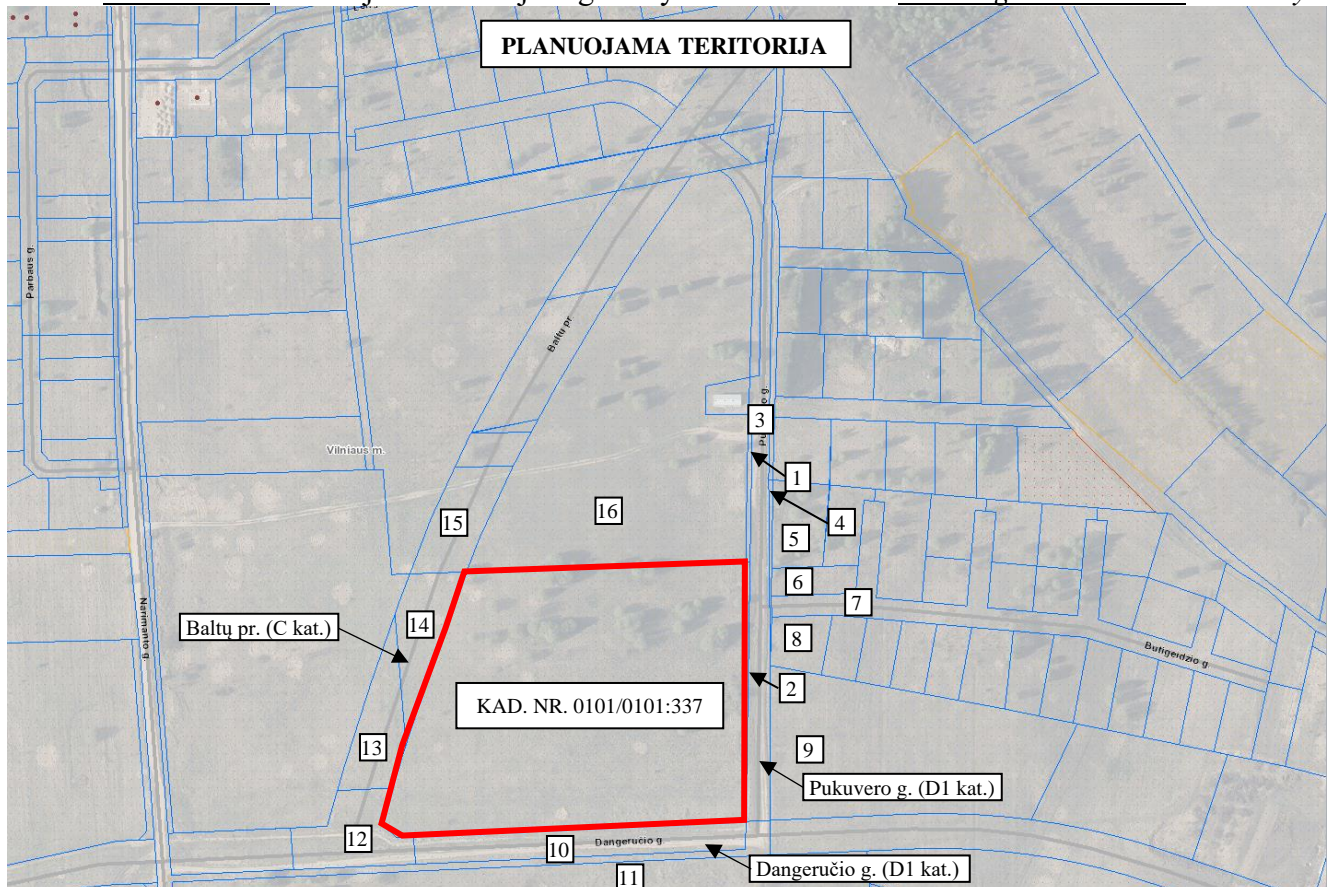 PLANUOJAMA TERITORIJA
Parbaus g.
Baltų pr
Pu
o g.
3
Vilniaus m.
1
15
16
4
5
6
7
Narimanto g.
Baltų pr. (C kat.)
14
8
Butigeidžio g.
2
KAD. NR. 0101/0101:337
13
9
Pukuvero g. (D1 kat.)
12
10
Dangeručio g.
Dangeručio g. (D1 kat.)
11